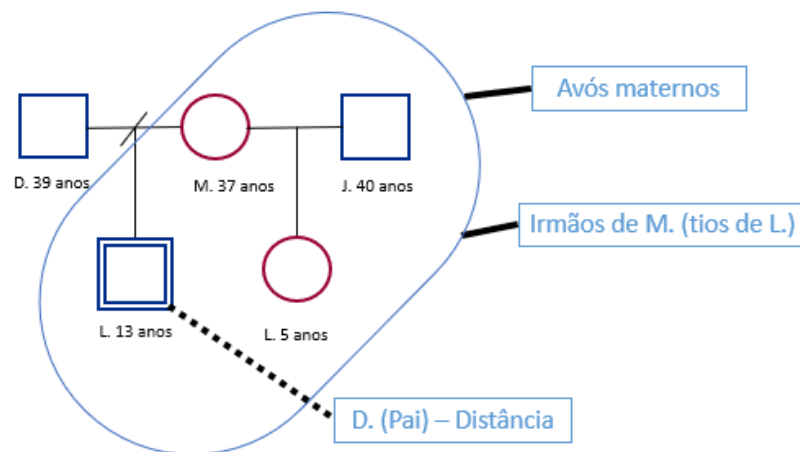 Avós maternos
D. 39 anos
M. 37 anos
J. 40 anos
Irmãos de M. (tios de L.)
L. 13 anos
L. 5 anos
D. (Pai) – Distância